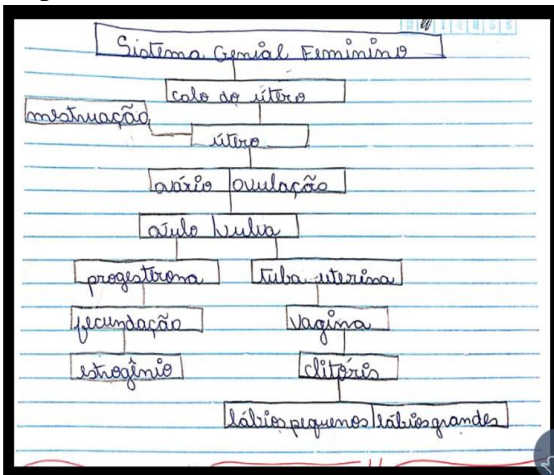 Sistema Genial Feminino
colo do útero
mestruação
útero
ovário ovulação
óvulo vulva
progesterona tuba uterina
fecundação vagina
estrogênio clitóris
lábios pequenos lábios grandes